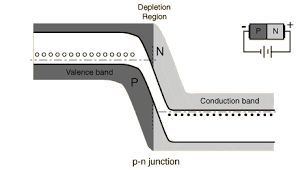 Depletion
Region
- +
P N
N
Valence band
P
Conduction band
p-n junction